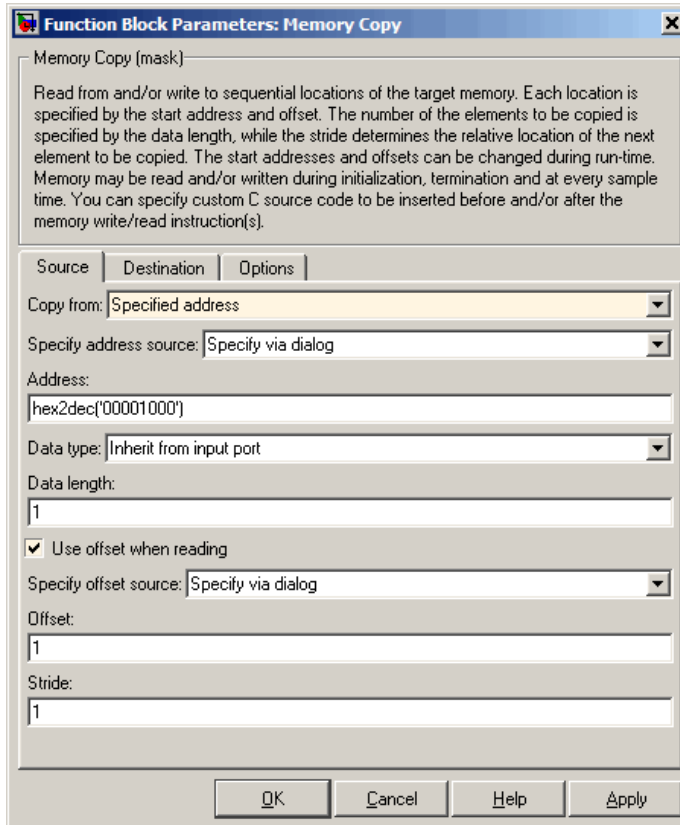 Function Block Parameters: Memory Copy
Memory Copy (mask)
Read from and/or write to sequential locations of the target memory. Each location is
specified by the start address and offset. The number of the elements to be copied is
specified by the data length, while the stride determines the relative location of the next
element to be copied. The start addresses and offsets can be changed during run-time.
Memory may be read and/or written during initialization, termination and at every sample
time. You can specify custom C source code to be inserted before and/or after the
memory write/read instruction(s).
Source Destination Options
Copy from: Specified address
Specify address source: Specify via dialog
Address:
hex2dec('00001000')
Data type: Inherit from input port
Data length:
1
Use offset when reading
Specify offset source: Specify via dialog
Offset:
1
Stride:
1
OK Cancel Help Apply